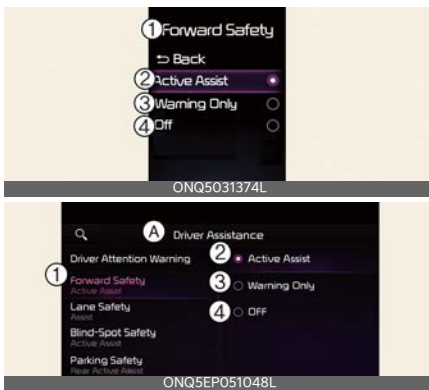 ① Forward Safety
⮌ Back
② Active Assist
③ Warning Only
④ Off
ONQ5031374L
Ⓐ Driver Assistance
Driver Attention Warning
① Forward Safety
Active Assist
Lane Safety
Assist
Blind-Spot Safety
Active Assist
Parking Safety
Rear Active Assist
② Active Assist
③ Warning Only
④ OFF
ONQ5EP051048L